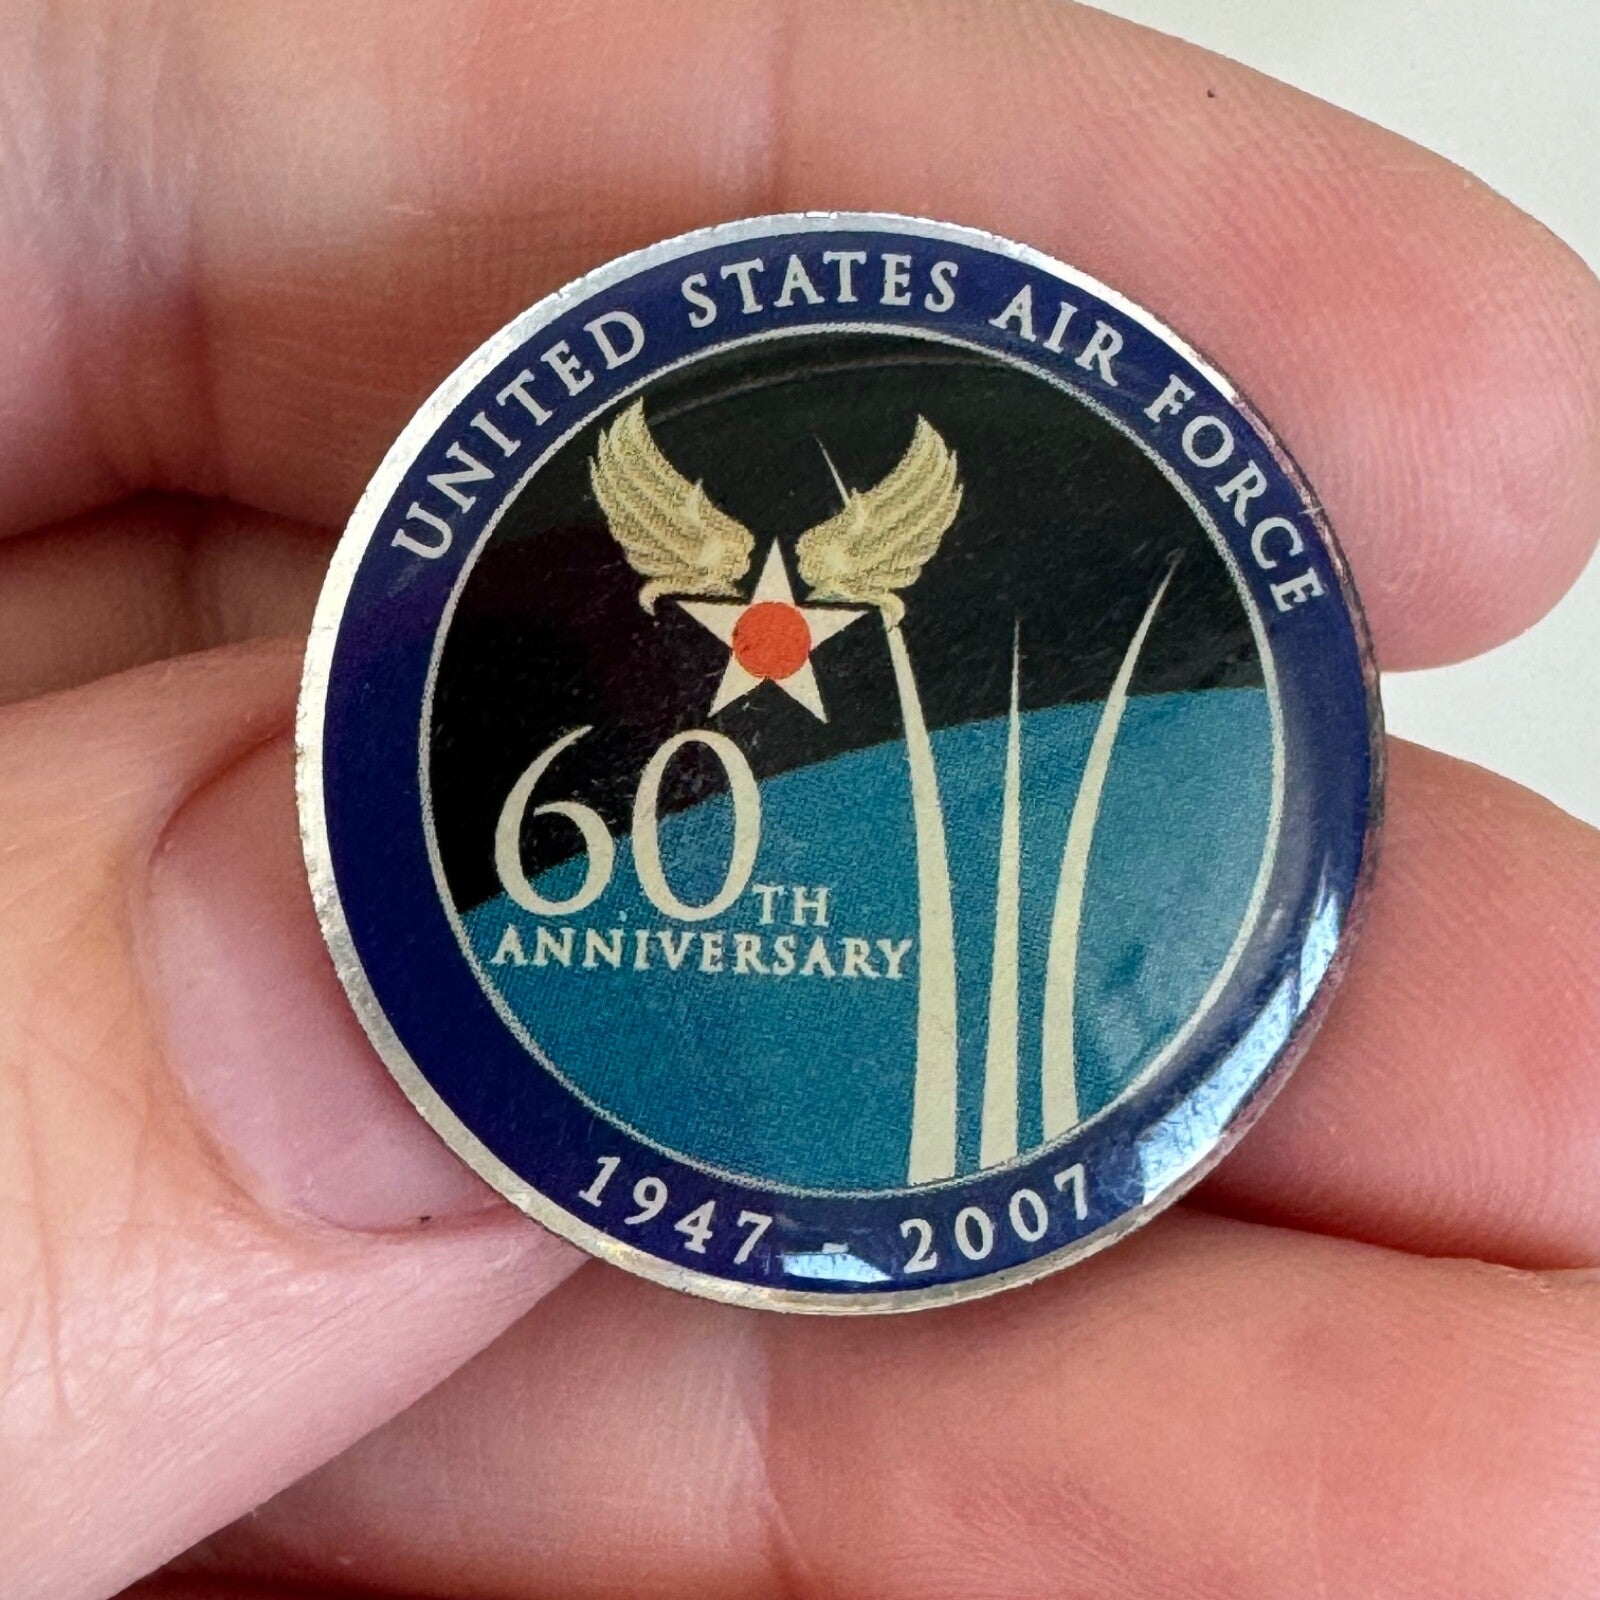 UNITED STATES AIR FORCE
60TH
ANNIVERSARY
1947 - 2007